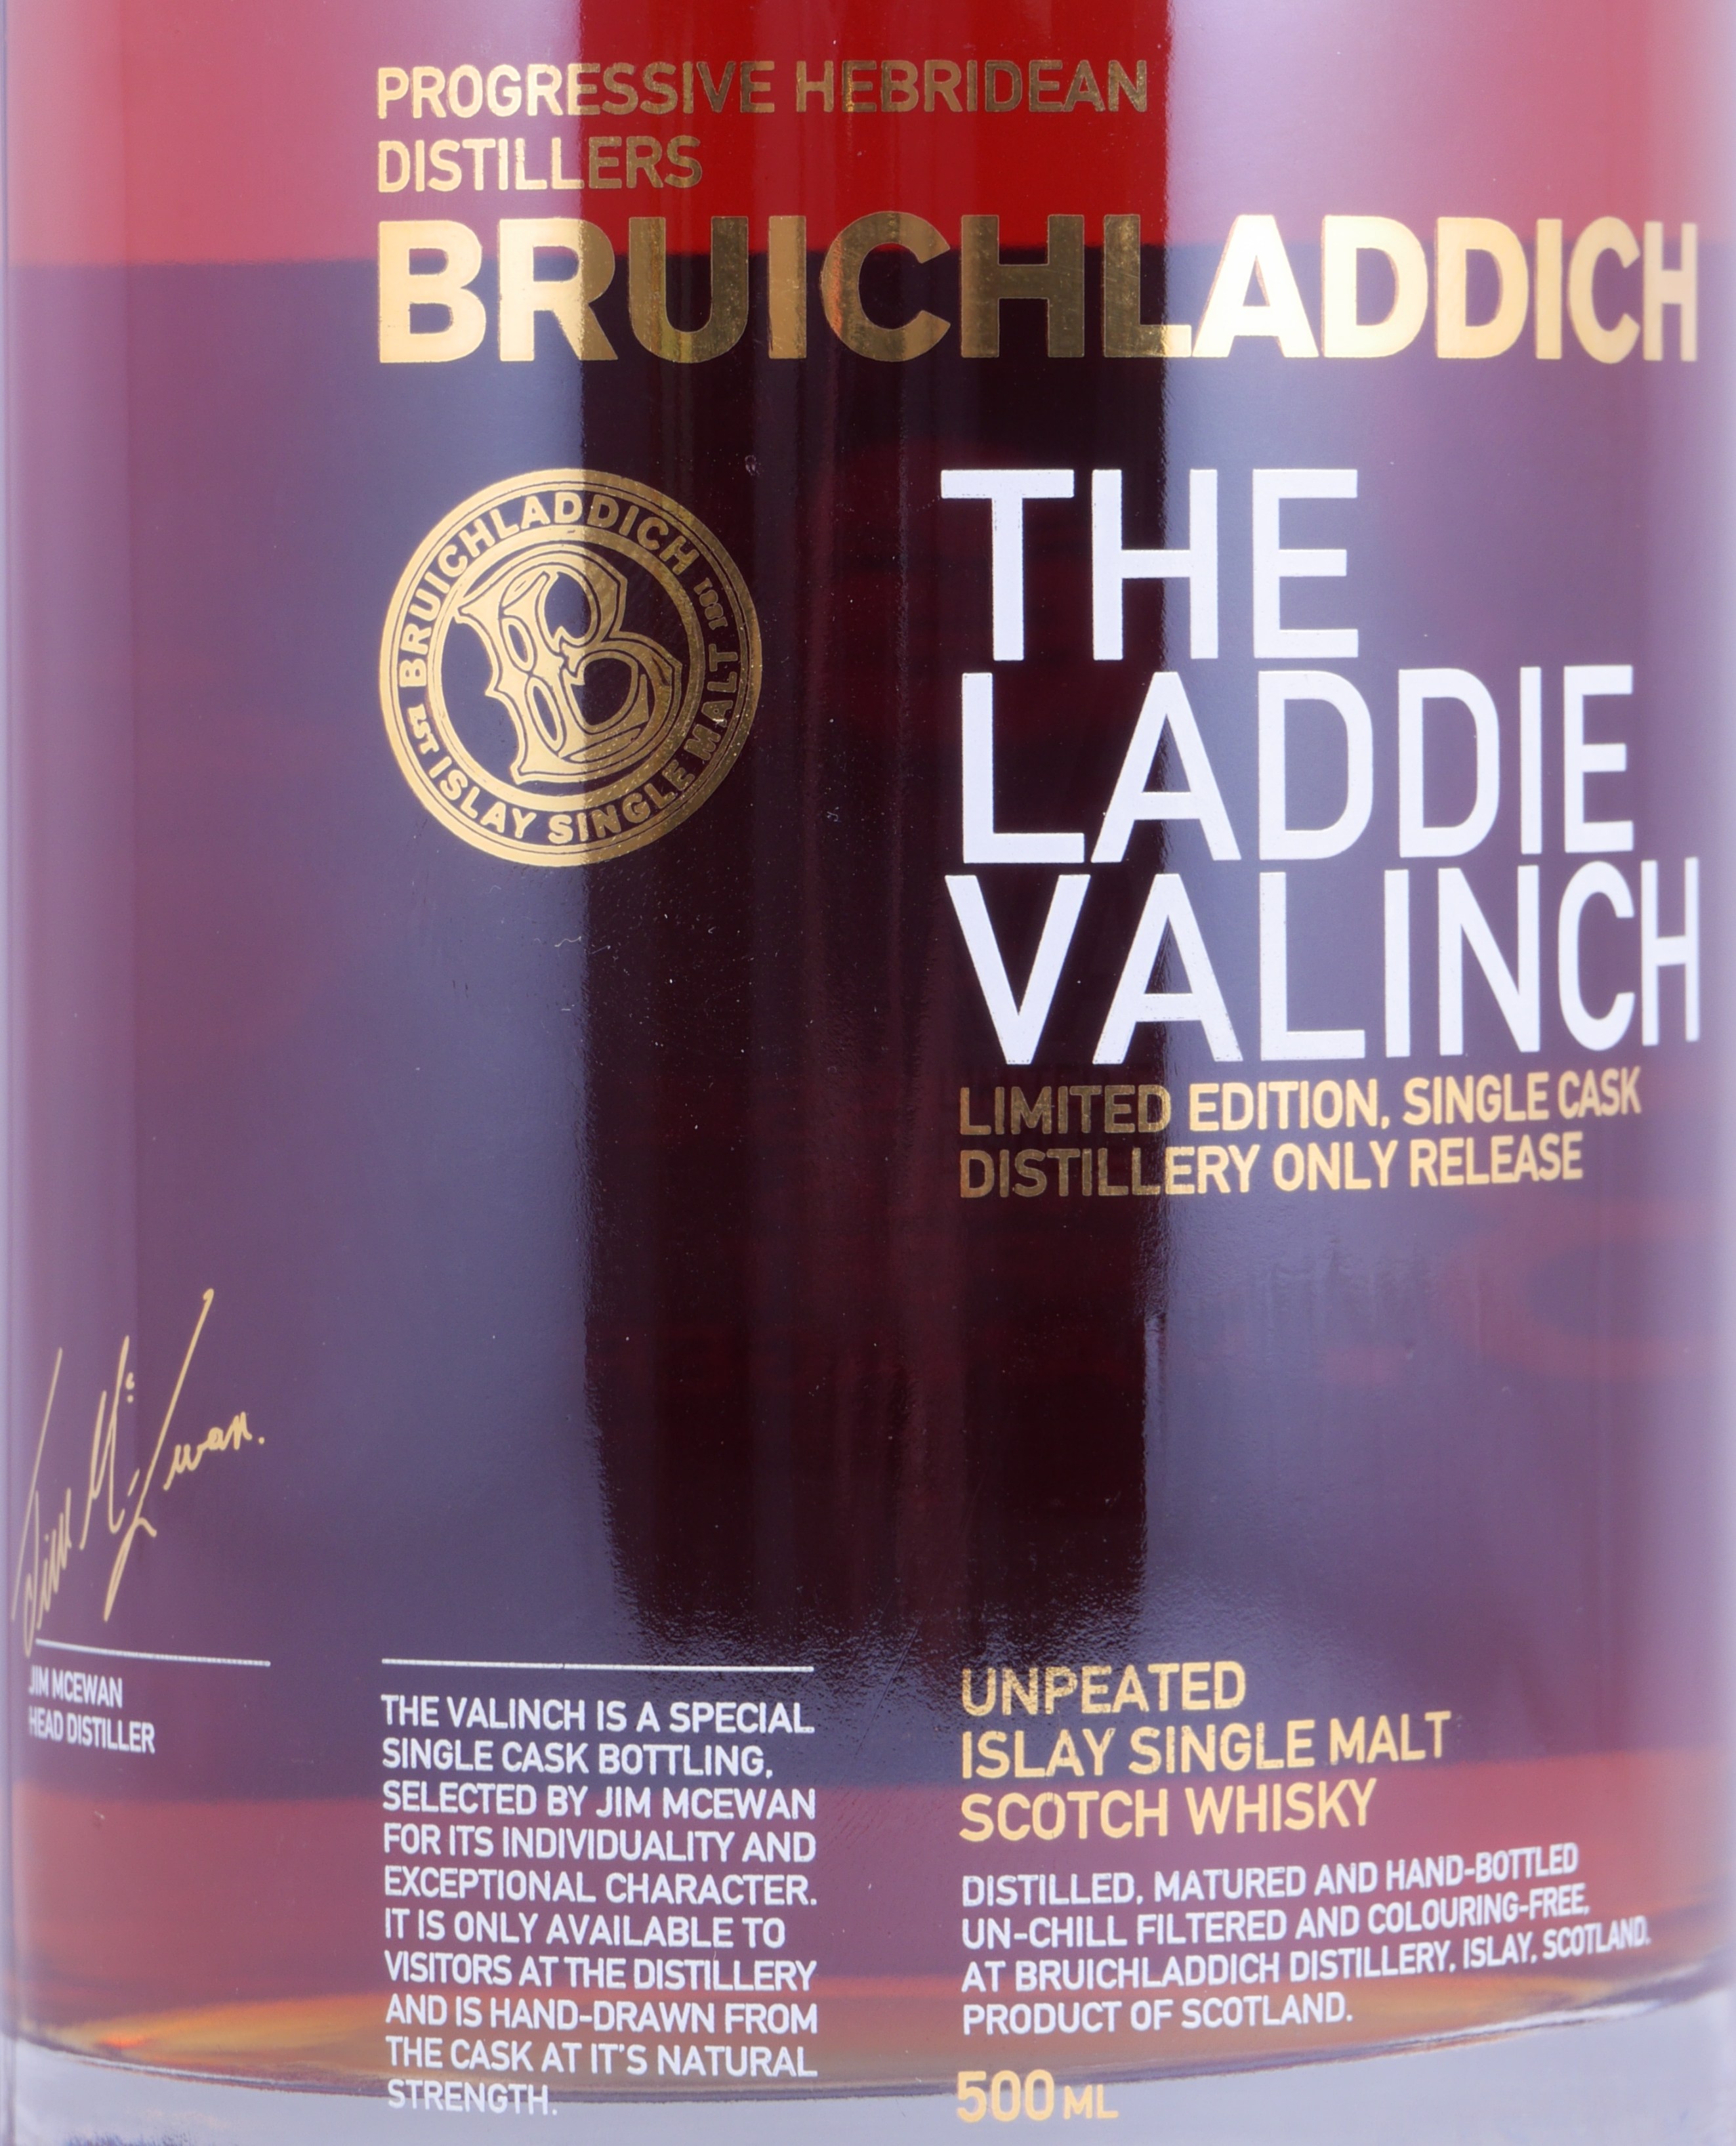 PROGRESSIVE HEBRIDEAN
DISTILLERS
BRUICHLADDICH
BRUICHLADDICH 1881
EST ISLAY SINGLE MALT
THE
LADDIE
VALINCH
LIMITED EDITION, SINGLE CASK
DISTILLERY ONLY RELEASE
Jim McEwan.
JIM MCEWAN
HEAD DISTILLER
THE VALINCH IS A SPECIAL
SINGLE CASK BOTTLING,
SELECTED BY JIM MCEWAN
FOR ITS INDIVIDUALITY AND
EXCEPTIONAL CHARACTER.
IT IS ONLY AVAILABLE TO
VISITORS AT THE DISTILLERY
AND IS HAND-DRAWN FROM
THE CASK AT IT'S NATURAL
STRENGTH.
UNPEATED
ISLAY SINGLE MALT
SCOTCH WHISKY
DISTILLED, MATURED AND HAND-BOTTLED
UN-CHILL FILTERED AND COLOURING-FREE,
AT BRUICHLADDICH DISTILLERY, ISLAY, SCOTLAND.
PRODUCT OF SCOTLAND.
500 ML